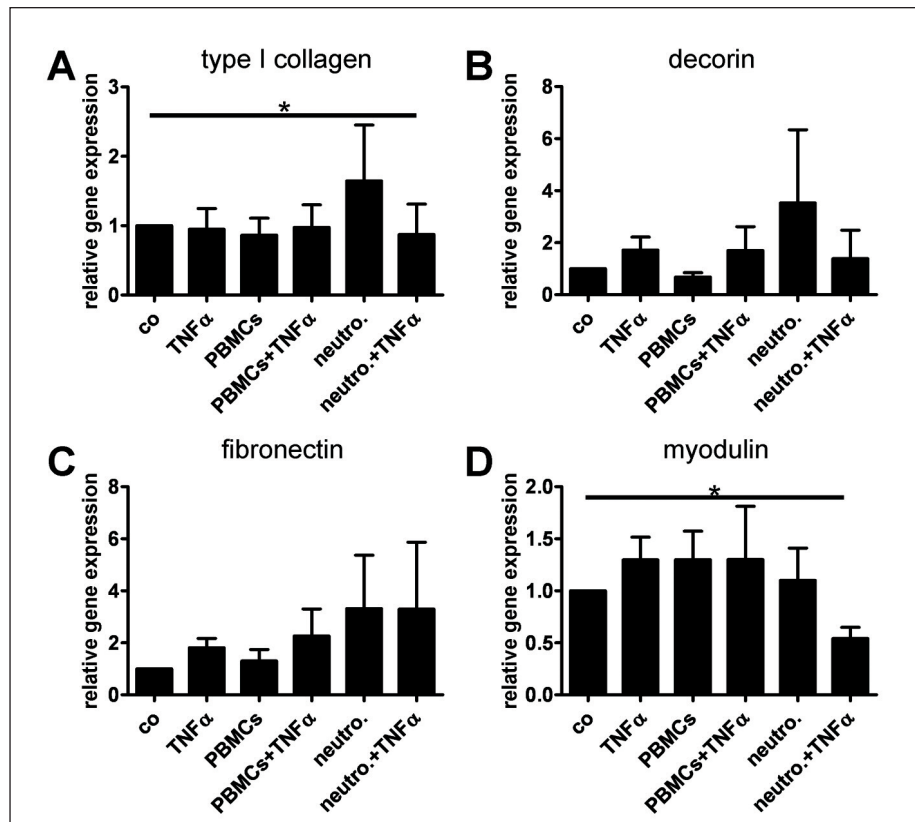 A
type I collagen
relative gene expression
3
2
1
0
*
co
TNFα
PBMCs
PBMCs+TNFα
neutro.
neutro.+TNFα
B
decorin
relative gene expression
8
6
4
2
0
co
TNFα
PBMCs
PBMCs+TNFα
neutro.
neutro.+TNFα
C
fibronectin
relative gene expression
8
6
4
2
0
co
TNFα
PBMCs
PBMCs+TNFα
neutro.
neutro.+TNFα
D
myodulin
relative gene expression
2.0
1.5
1.0
0.5
0.0
*
co
TNFα
PBMCs
PBMCs+TNFα
neutro.
neutro.+TNFα